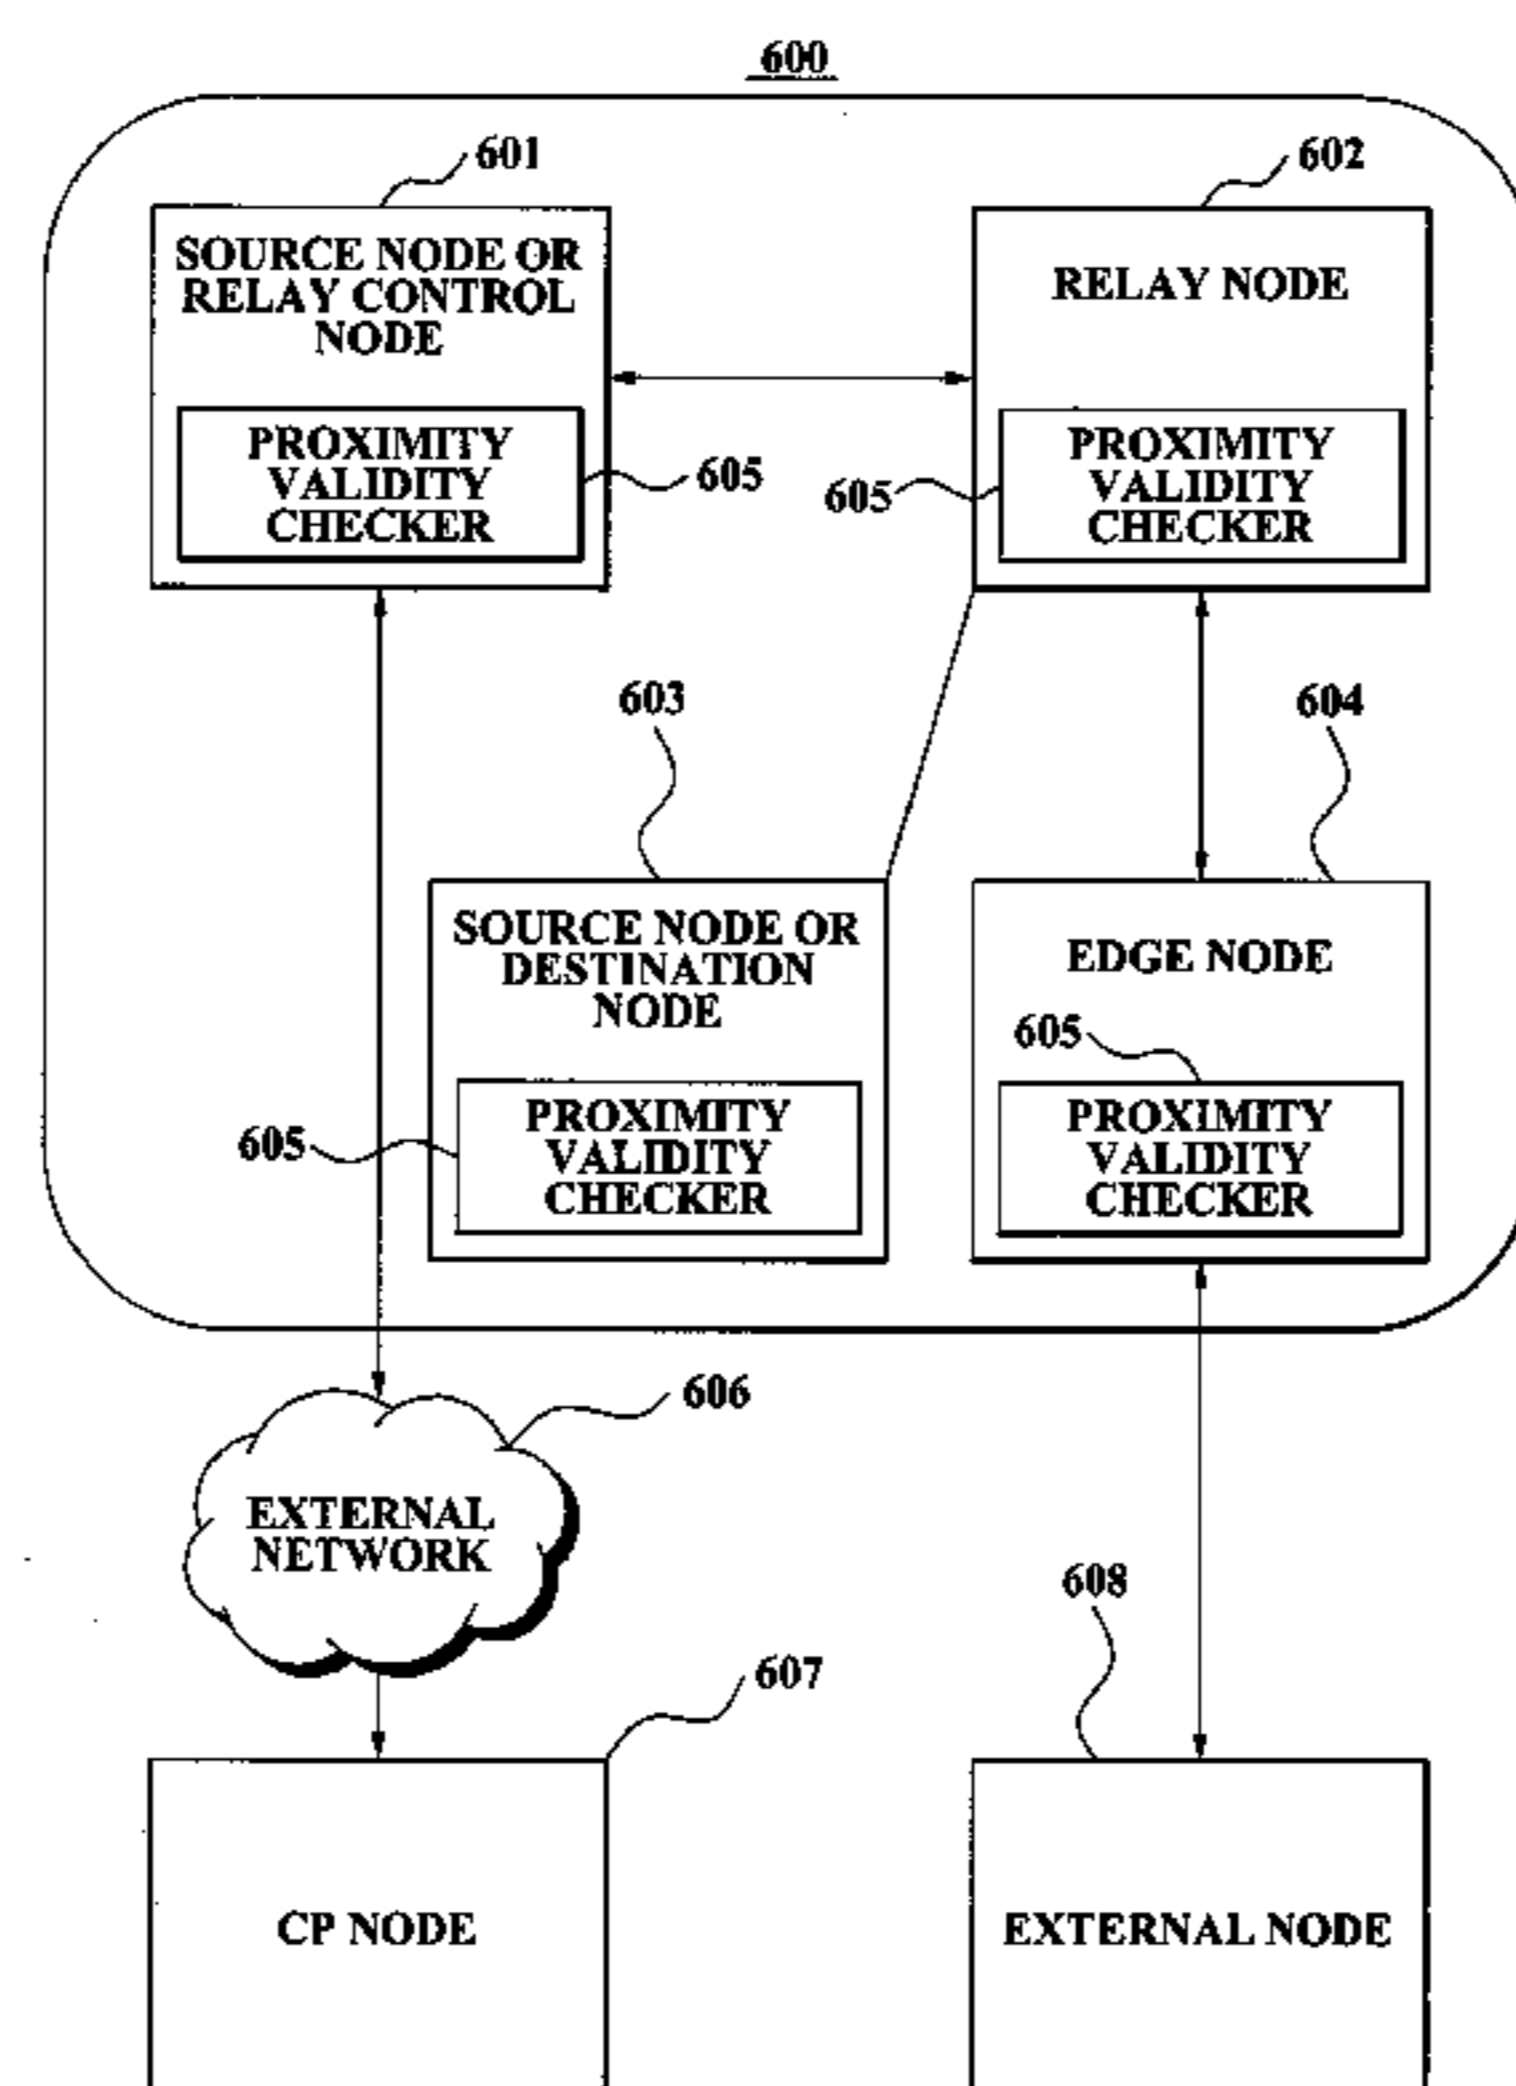 600
601
602
SOURCE NODE OR
RELAY CONTROL
NODE
RELAY NODE
PROXIMITY
VALIDITY
CHECKER
605
605
PROXIMITY
VALIDITY
CHECKER
603
604
SOURCE NODE OR
DESTINATION
NODE
EDGE NODE
605
PROXIMITY
VALIDITY
CHECKER
605
PROXIMITY
VALIDITY
CHECKER
606
EXTERNAL
NETWORK
608
607
CP NODE
EXTERNAL NODE